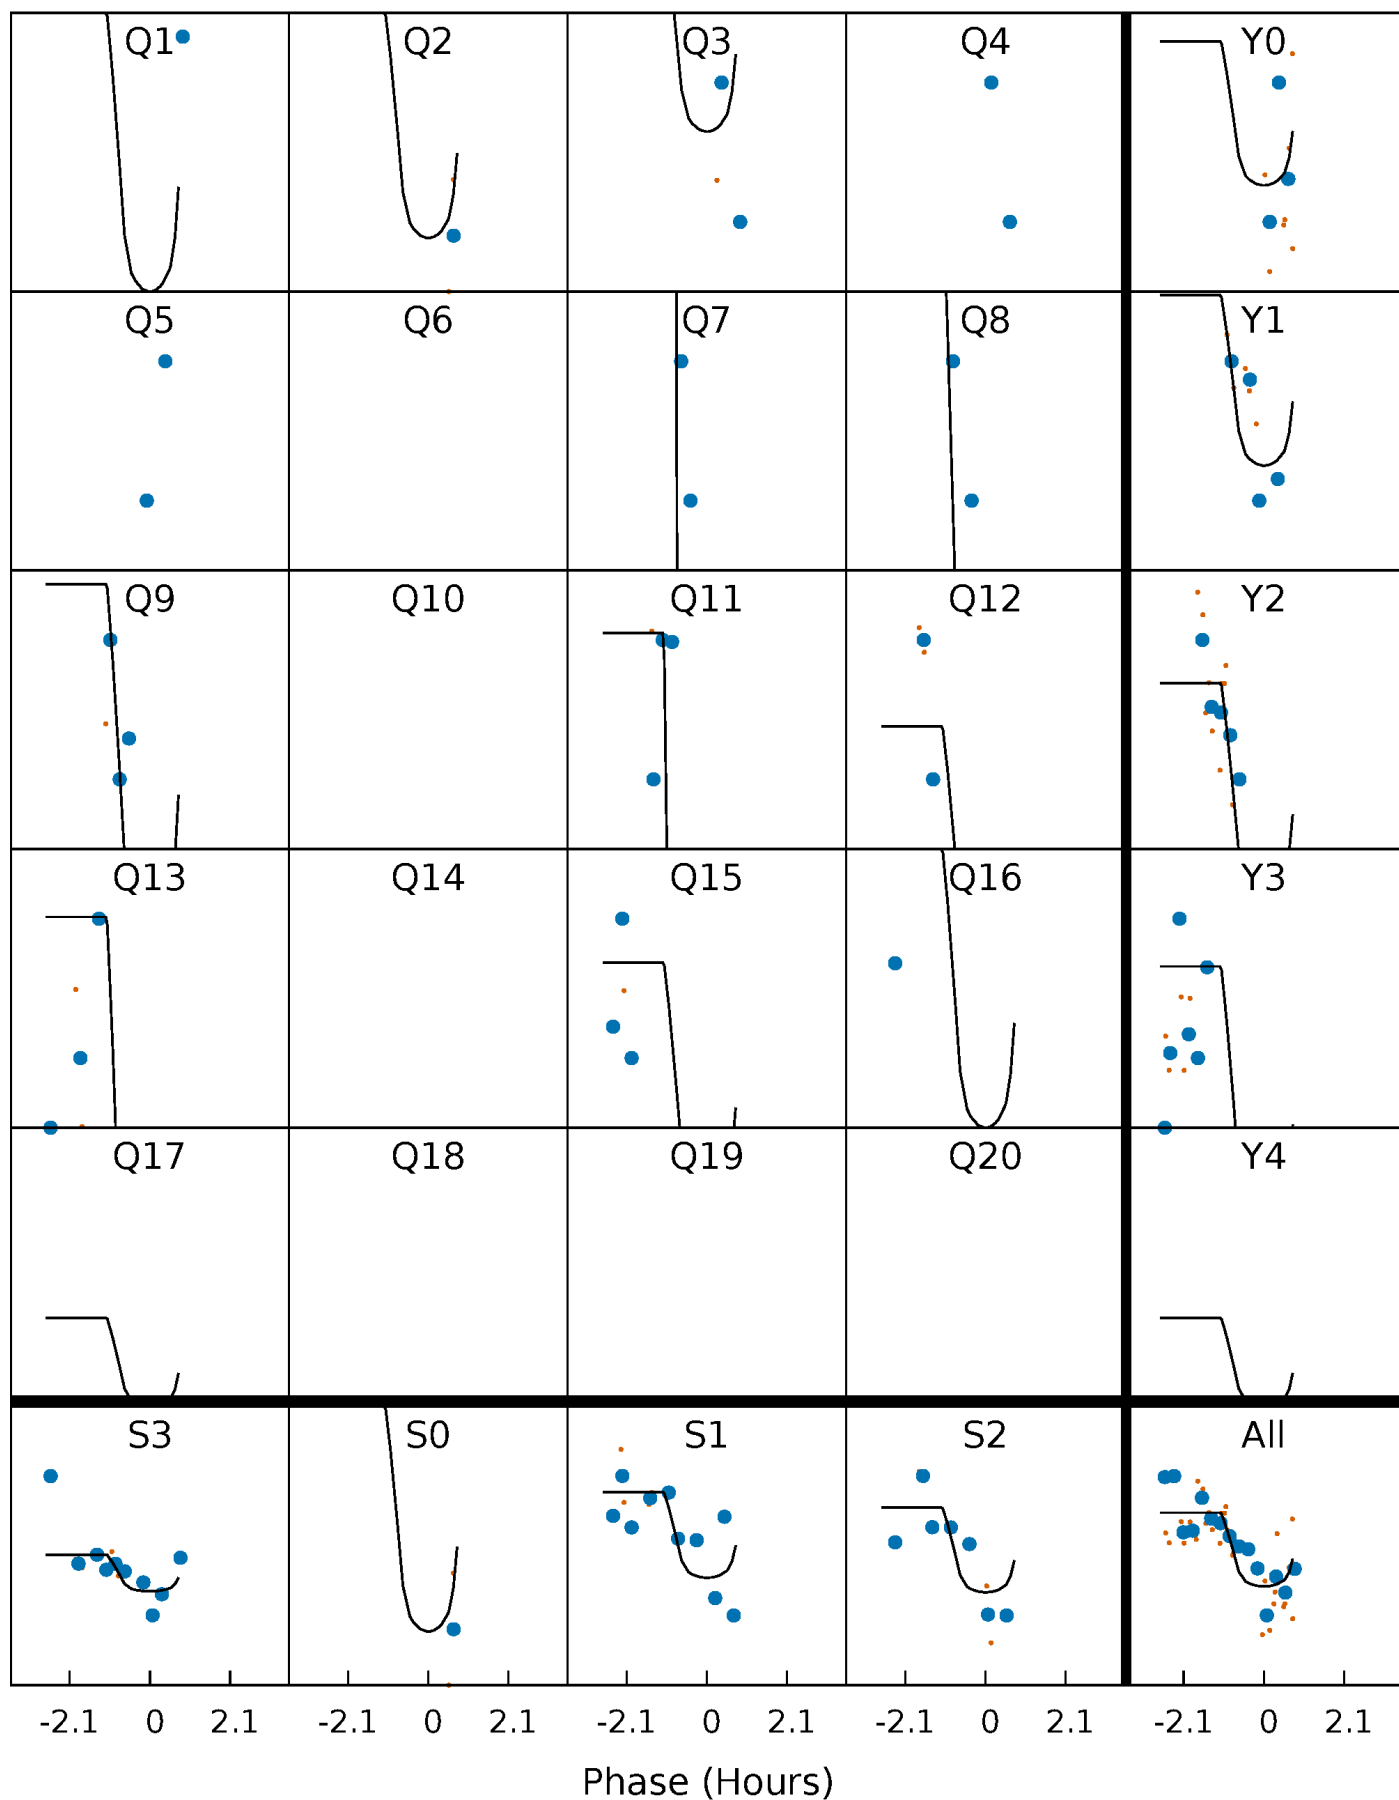 Q1 Q2 Q3 Q4 Y0
Q5 Q6 Q7 Q8 Y1
Q9 Q10 Q11 Q12 Y2
Q13 Q14 Q15 Q16 Y3
Q17 Q18 Q19 Q20 Y4
S3 S0 S1 S2 All
-2.1 0 2.1 -2.1 0 2.1 -2.1 0 2.1 -2.1 0 2.1 -2.1 0 2.1
Phase (Hours)